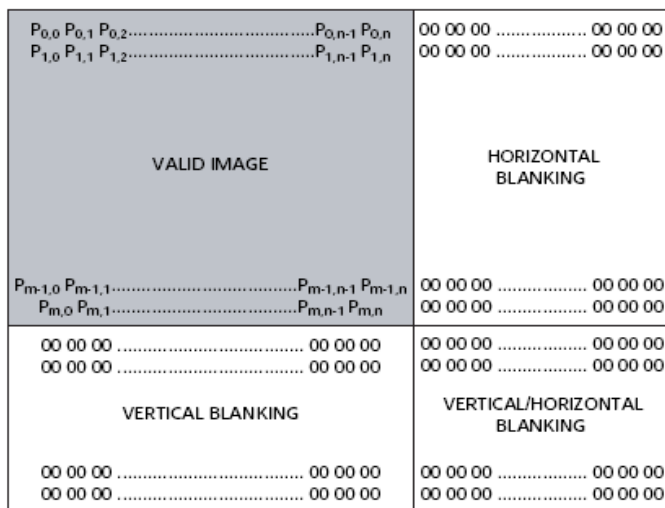 P0,0 P0,1 P0,2.....................................P0,n-1 P0,n
P1,0 P1,1 P1,2.....................................P1,n-1 P1,n
VALID IMAGE
Pm-1,0 Pm-1,1.....................................Pm-1,n-1 Pm-1,n
Pm,0 Pm,1.....................................Pm,n-1 Pm,n
00 00 00 .................. 00 00 00
00 00 00 .................. 00 00 00
HORIZONTAL
BLANKING
00 00 00 .................. 00 00 00
00 00 00 .................. 00 00 00
00 00 00 ..................................... 00 00 00
00 00 00 ..................................... 00 00 00
VERTICAL BLANKING
00 00 00 ..................................... 00 00 00
00 00 00 ..................................... 00 00 00
00 00 00 .................. 00 00 00
00 00 00 .................. 00 00 00
VERTICAL/HORIZONTAL
BLANKING
00 00 00 .................. 00 00 00
00 00 00 .................. 00 00 00